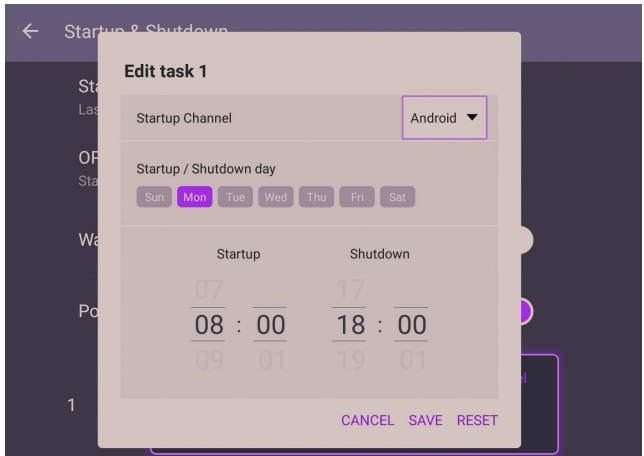 Startup & Shutdown
Edit task 1
Startup Channel
Android
Startup / Shutdown day
Sun Mon Tue Wed Thu Fri Sat
Startup Shutdown
07 17
08 : 00 18 : 00
09 01 19 01
1
CANCEL SAVE RESET